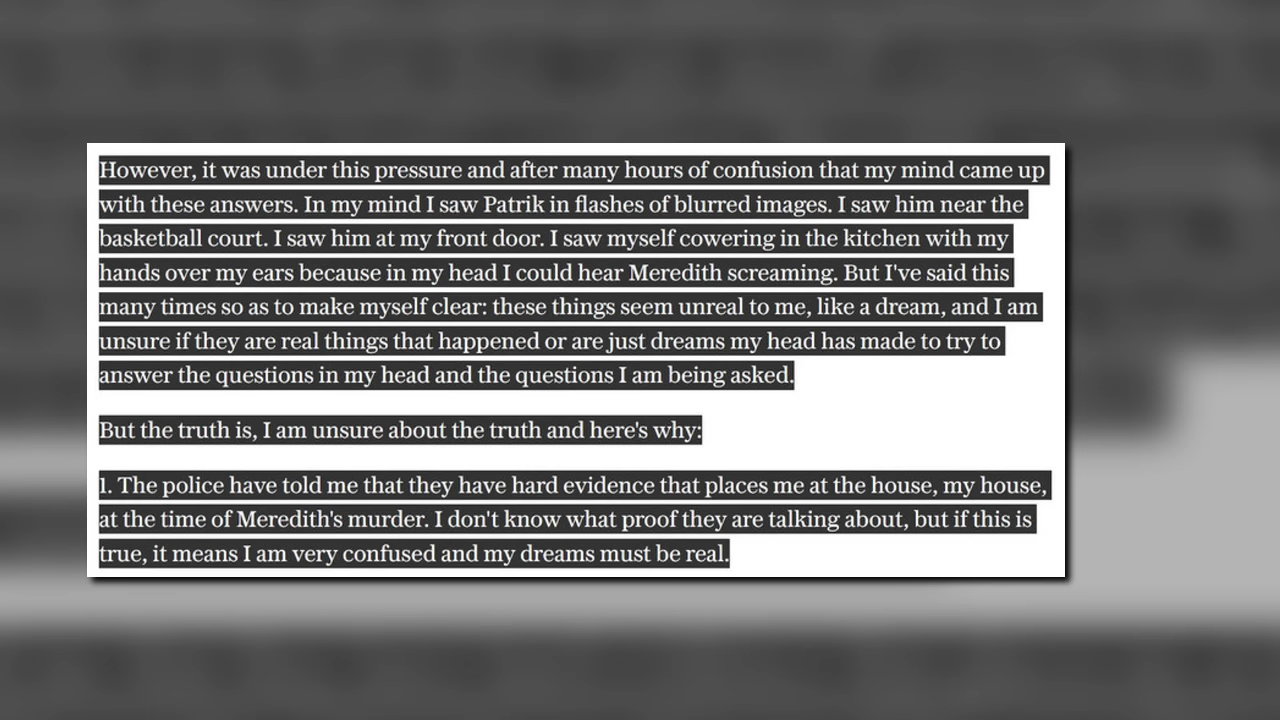 However, it was under this pressure and after many hours of confusion that my mind came up
with these answers. In my mind I saw Patrik in flashes of blurred images. I saw him near the
basketball court. I saw him at my front door. I saw myself cowering in the kitchen with my
hands over my ears because in my head I could hear Meredith screaming. But I've said this
many times so as to make myself clear: these things seem unreal to me, like a dream, and I am
unsure if they are real things that happened or are just dreams my head has made to try to
answer the questions in my head and the questions I am being asked.
But the truth is, I am unsure about the truth and here's why:
1. The police have told me that they have hard evidence that places me at the house, my house,
at the time of Meredith's murder. I don't know what proof they are talking about, but if this is
true, it means I am very confused and my dreams must be real.